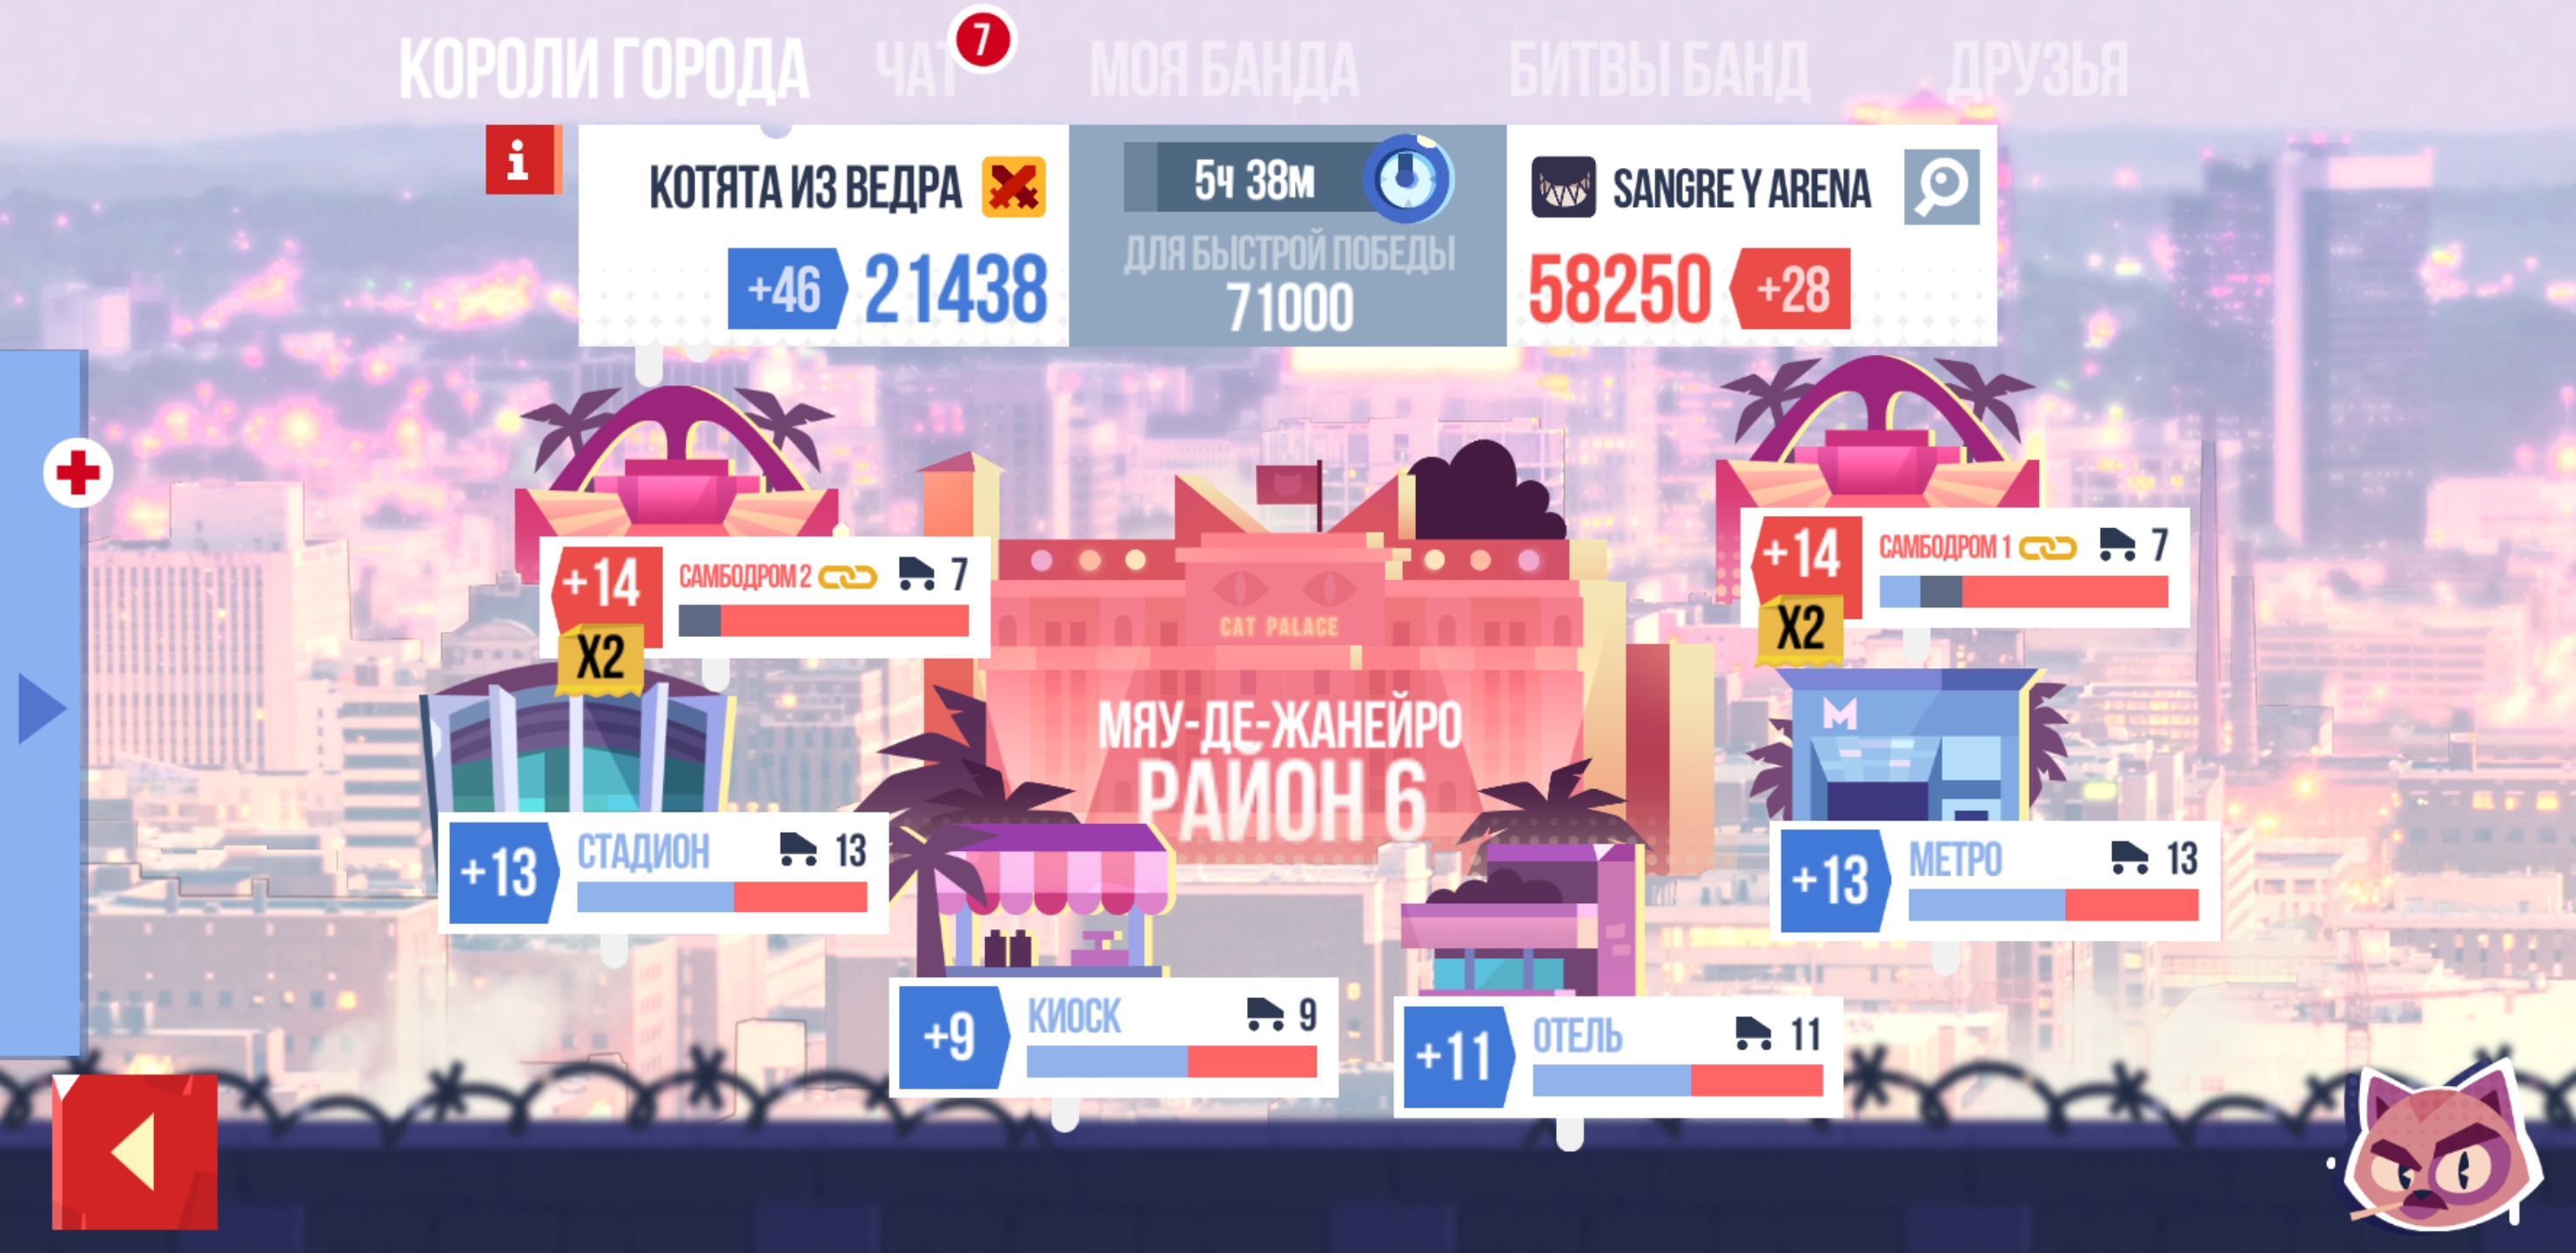 КОРОЛИ ГОРОДА ЧАТ 7 МОЯ БАНДА БИТВЫ БАНД ДРУЗЬЯ
i
КОТЯТА ИЗ ВЕДРА
+46 21438
5Ч 38М
ДЛЯ БЫСТРОЙ ПОБЕДЫ
71000
SANGRE Y ARENA
58250 +28
+14 САМБОДРОМ 2 7
X2
+14 САМБОДРОМ 1 7
X2
CAT PALACE
МЯУ-ДЕ-ЖАНЕЙРО
РАЙОН 6
M
+13 СТАДИОН 13
+13 МЕТРО 13
+9 КИОСК 9
+11 ОТЕЛЬ 11